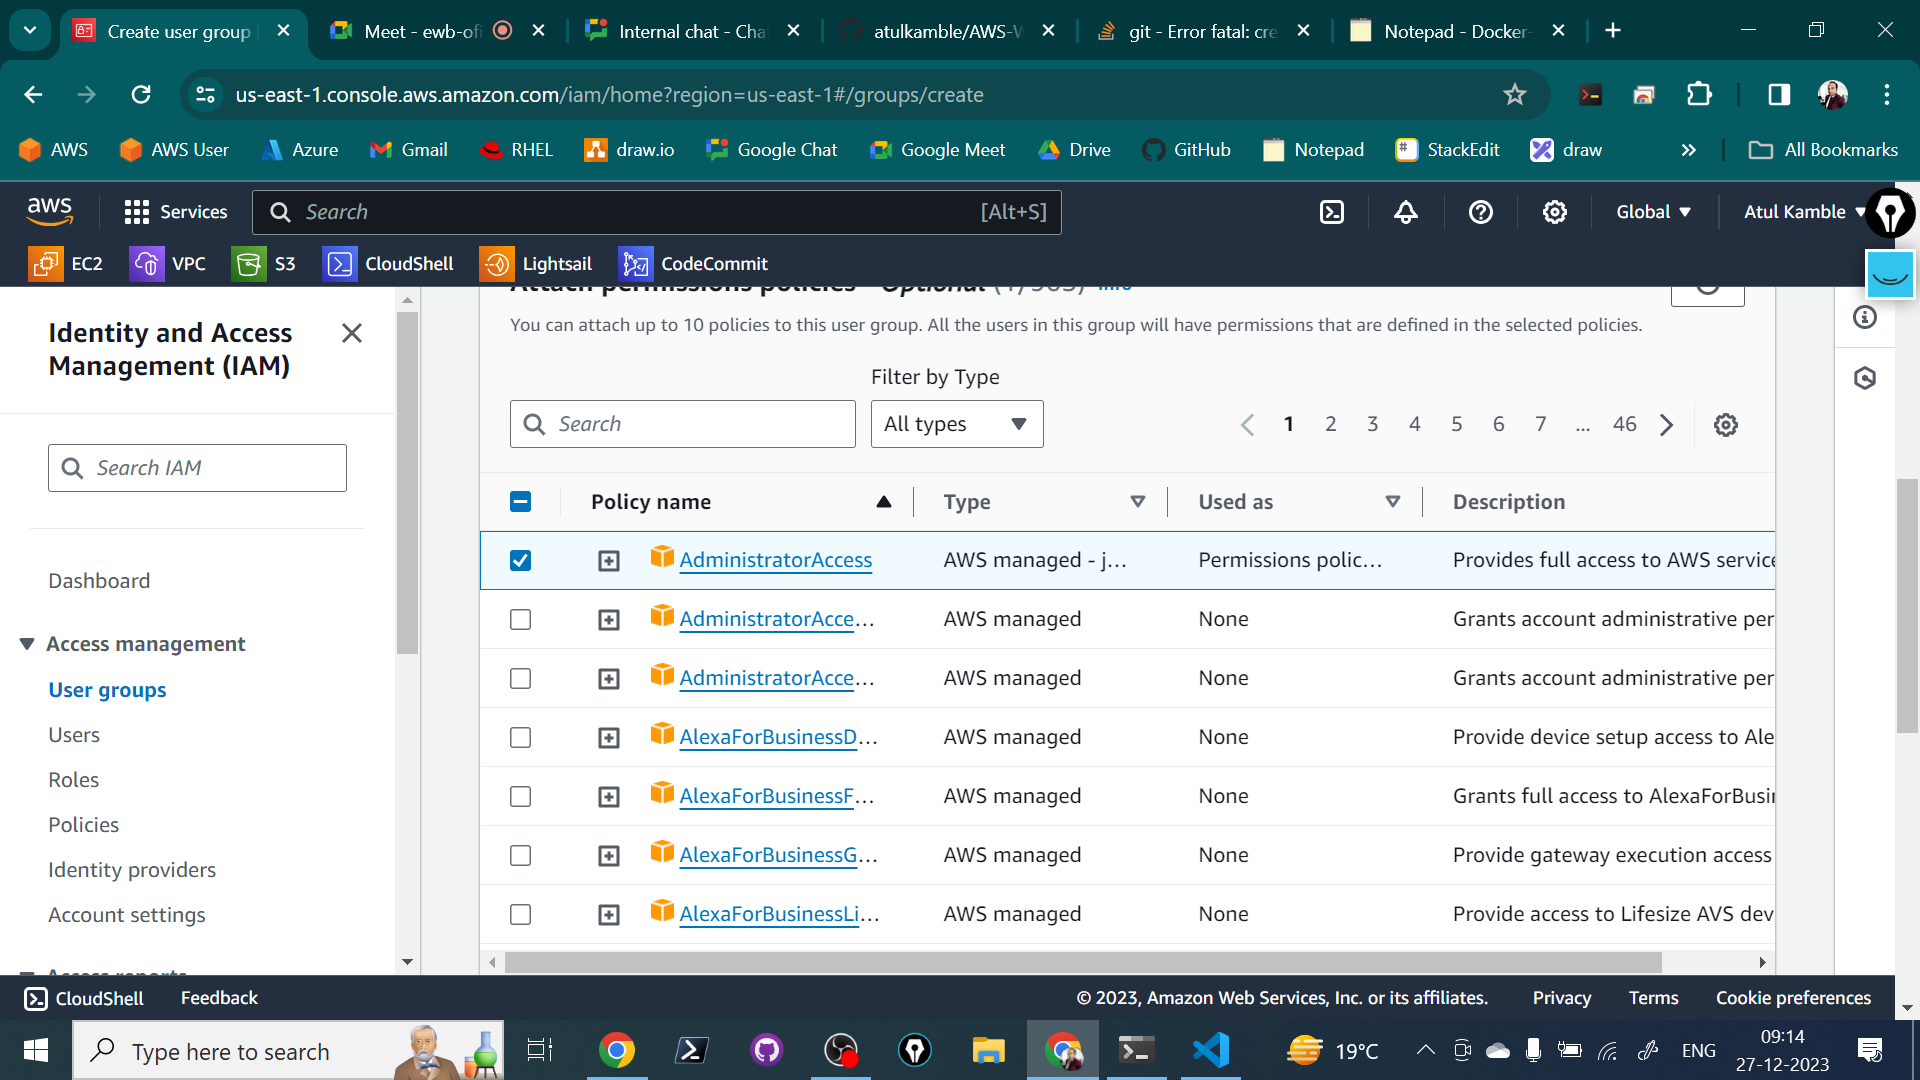 Create user group
Meet - ewb-ofi
Internal chat - Cha
atulkamble/AWS-W
git - Error fatal: cre
Notepad - Docker-
us-east-1.console.aws.amazon.com/iam/home?region=us-east-1#/groups/create
AWS
AWS User
Azure
Gmail
RHEL
draw.io
Google Chat
Google Meet
Drive
GitHub
Notepad
StackEdit
draw
All Bookmarks
aws
Services
Search
[Alt+S]
Global
Atul Kamble
EC2
VPC
S3
CloudShell
Lightsail
CodeCommit
Identity and Access
Management (IAM)
Search IAM
Dashboard
Access management
User groups
Users
Roles
Policies
Identity providers
Account settings
Access reports
Attach permissions policies - Optional (1/903) Info
You can attach up to 10 policies to this user group. All the users in this group will have permissions that are defined in the selected policies.
Filter by Type
Search
All types
1 2 3 4 5 6 7 ... 46
Policy name Type Used as Description
AdministratorAccess AWS managed - j... Permissions polic... Provides full access to AWS service
AdministratorAcce... AWS managed None Grants account administrative per
AdministratorAcce... AWS managed None Grants account administrative per
AlexaForBusinessD... AWS managed None Provide device setup access to Ale
AlexaForBusinessF... AWS managed None Grants full access to AlexaForBusin
AlexaForBusinessG... AWS managed None Provide gateway execution access
AlexaForBusinessLi... AWS managed None Provide access to Lifesize AVS dev
CloudShell
Feedback
© 2023, Amazon Web Services, Inc. or its affiliates.
Privacy
Terms
Cookie preferences
Type here to search
19°C
ENG
09:14
27-12-2023